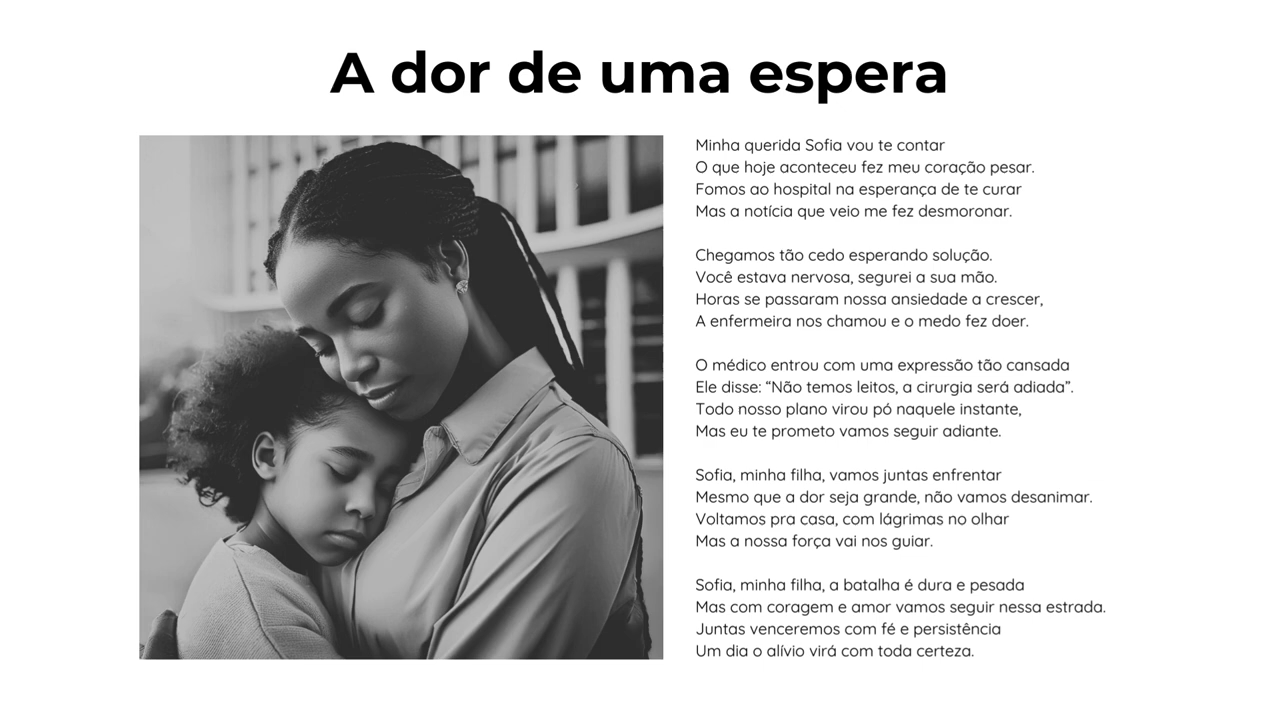 A dor de uma espera
Minha querida Sofia vou te contar
O que hoje aconteceu fez meu coração pesar.
Fomos ao hospital na esperança de te curar
Mas a notícia que veio me fez desmoronar.
Chegamos tão cedo esperando solução.
Você estava nervosa, segurei a sua mão.
Horas se passaram nossa ansiedade a crescer,
A enfermeira nos chamou e o medo fez doer.
O médico entrou com uma expressão tão cansada
Ele disse: “Não temos leitos, a cirurgia será adiada”.
Todo nosso plano virou pó naquele instante,
Mas eu te prometo vamos seguir adiante.
Sofia, minha filha, vamos juntas enfrentar
Mesmo que a dor seja grande, não vamos desanimar.
Voltamos pra casa, com lágrimas no olhar
Mas a nossa força vai nos guiar.
Sofia, minha filha, a batalha é dura e pesada
Mas com coragem e amor vamos seguir nessa estrada.
Juntas venceremos com fé e persistência
Um dia o alívio virá com toda certeza.